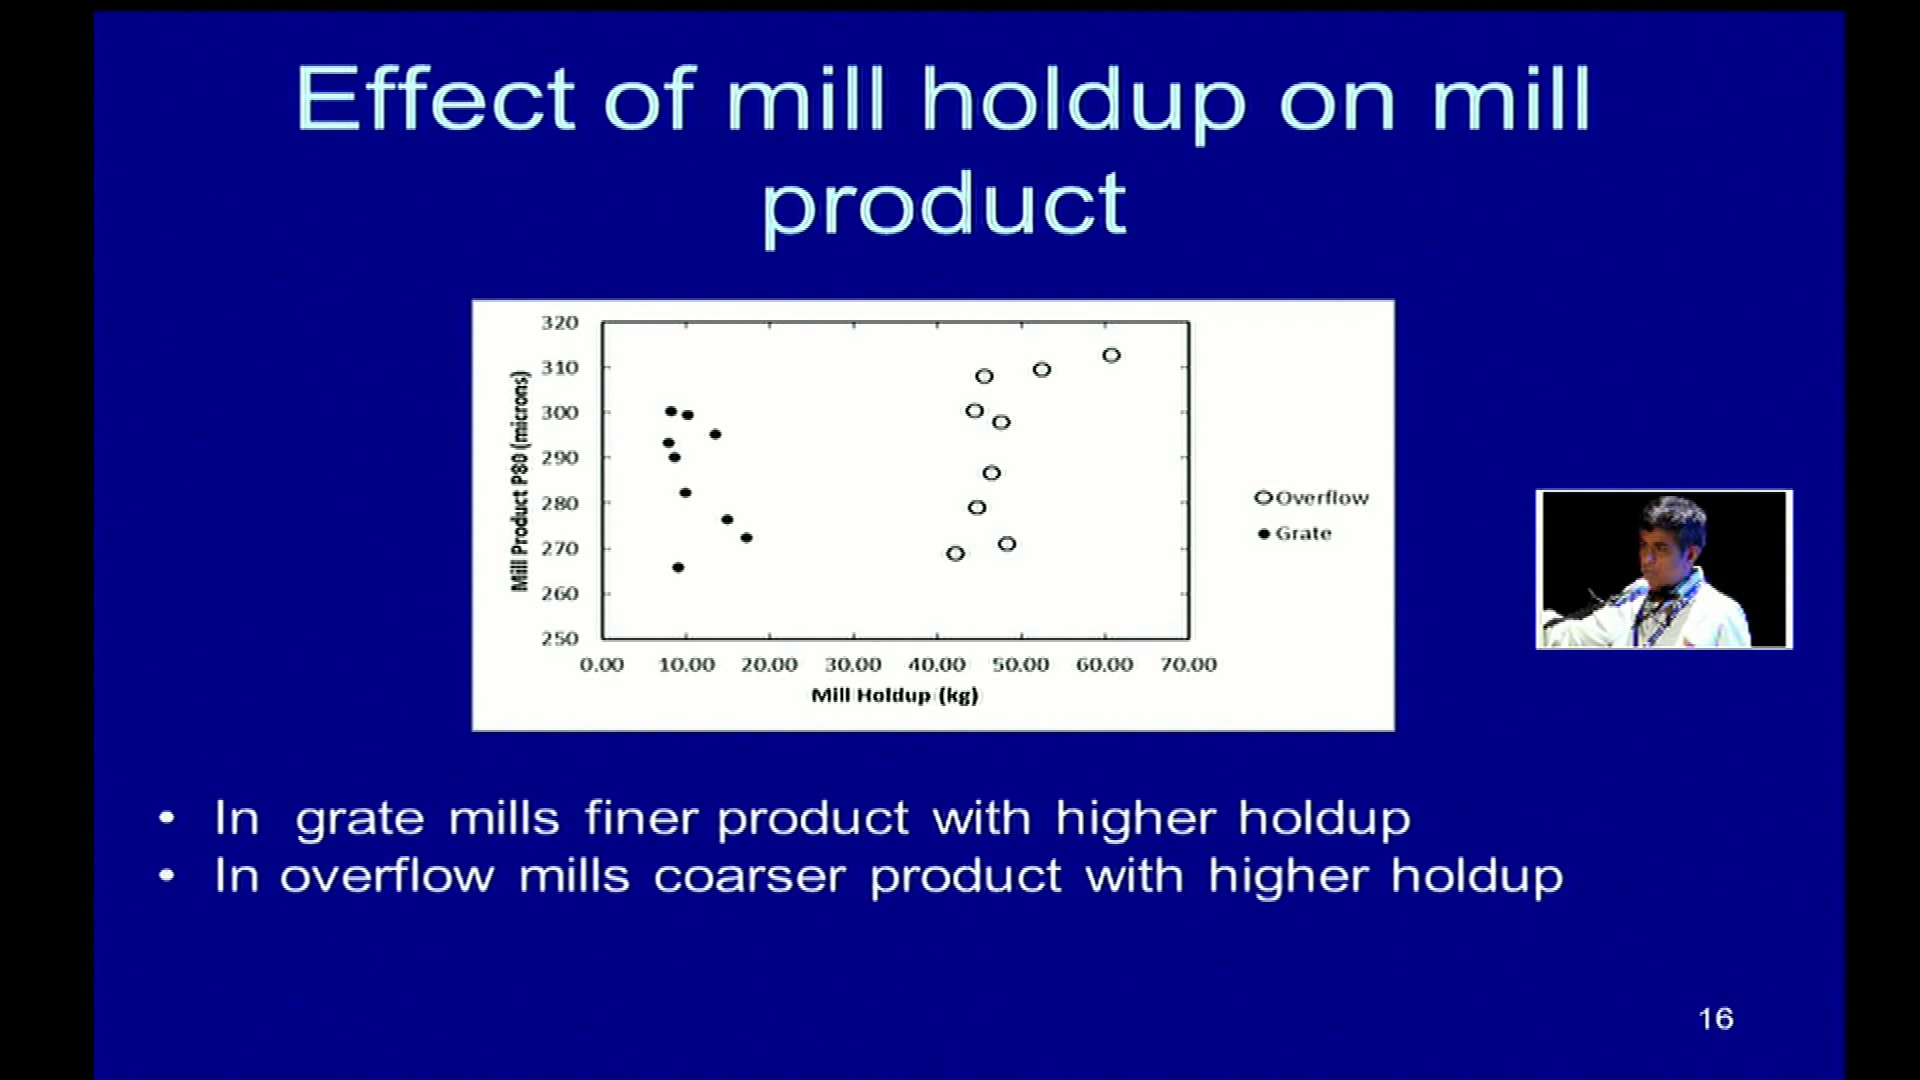 Effect of mill holdup on mill
product
320
310
300
290
280
270
260
250
Mill Product P80 (microns)
0.00 10.00 20.00 30.00 40.00 50.00 60.00 70.00
Mill Holdup (kg)
Overflow
Grate
• In grate mills finer product with higher holdup
• In overflow mills coarser product with higher holdup
16